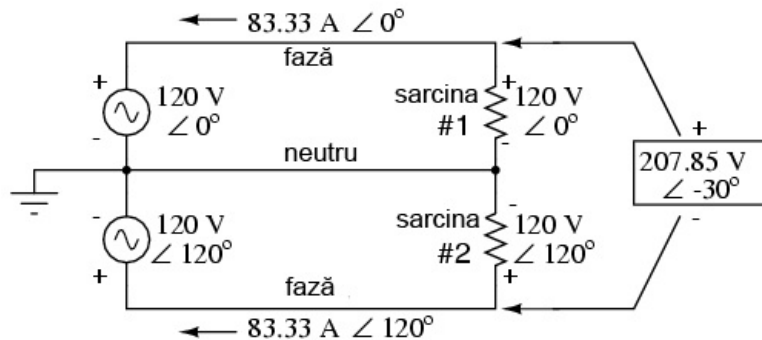 83.33 A ∠ 0°
fază
+
120 V
∠ 0°
-
sarcina
#1
+
120 V
∠ 0°
-
neutru
+
207.85 V
∠ -30°
-
-
120 V
∠ 120°
+
sarcina
#2
-
120 V
∠ 120°
+
fază
83.33 A ∠ 120°